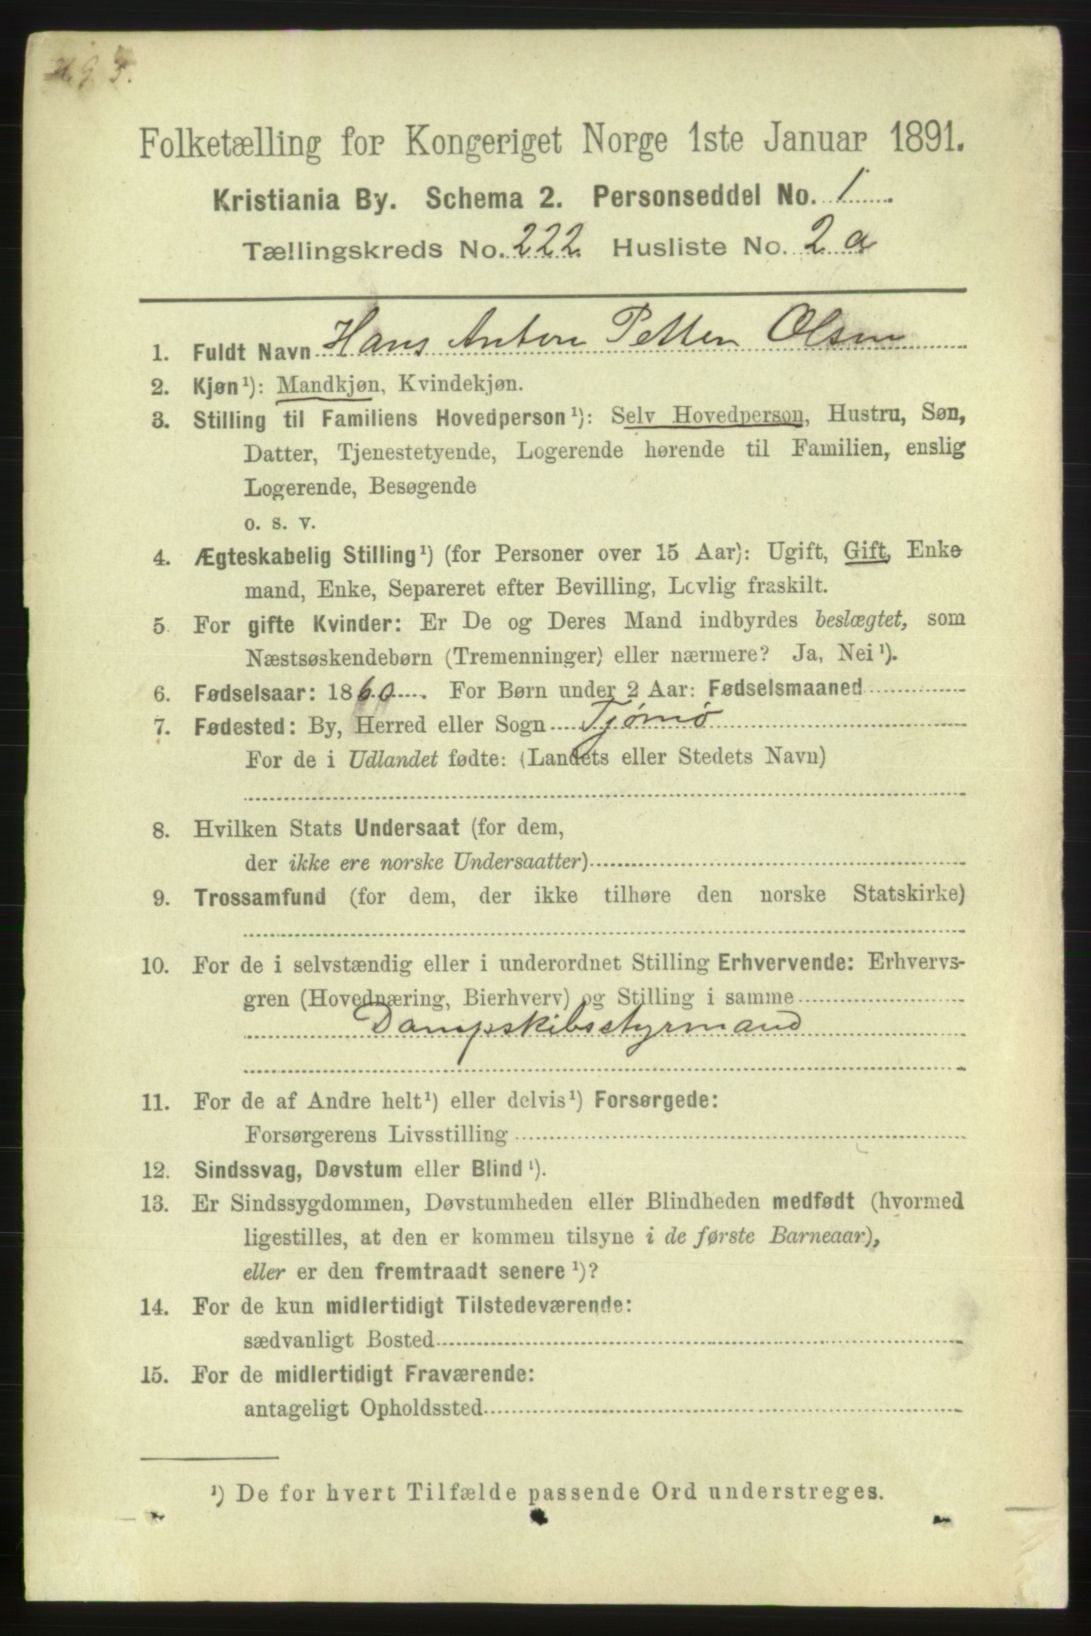 Folketælling for Kongeriget Norge 1ste Januar 1891.
Kristiania By. Schema 2. Personseddel No. 1.
Tællingskreds No. 222 Husliste No. 2 a
1. Fuldt Navn Hans Anton Petter Olsen
2. Kjøn¹): Mandkjøn, Kvindekjøn.
3. Stilling til Familiens Hovedperson¹): Selv Hovedperson, Hustru, Søn,
Datter, Tjenestetyende, Logerende hørende til Familien, enslig
Logerende, Besøgende
o. s. v.
4. Ægteskabelig Stilling¹) (for Personer over 15 Aar): Ugift, Gift, Enke
mand, Enke, Separeret efter Bevilling, Lovlig fraskilt.
5 For gifte Kvinder: Er De og Deres Mand indbyrdes beslægtet, som
Næstsøskendebørn (Tremenninger) eller nærmere? Ja, Nei¹).
6. Fødselsaar: 1860. For Børn under 2 Aar: Fødselsmaaned
7. Fødested: By, Herred eller Sogn Tjømø
For de i Udlandet fødte: (Landets eller Stedets Navn)
8. Hvilken Stats Undersaat (for dem,
der ikke ere norske Undersaatter)
9. Trossamfund (for dem, der ikke tilhøre den norske Statskirke)
10. For de i selvstændig eller i underordnet Stilling Erhvervende: Erhvervs-
gren (Hovednæring, Bierhverv) og Stilling i samme
Dampskibsstyrmand
11. For de af Andre helt¹) eller delvis¹) Forsørgede:
Forsørgerens Livsstilling
12. Sindssvag, Døvstum eller Blind¹).
13. Er Sindssygdommen, Døvstumheden eller Blindheden medfødt (hvormed
ligestilles, at den er kommen tilsyne i de første Barneaar),
eller er den fremtraadt senere¹)?
14. For de kun midlertidigt Tilstedeværende:
sædvanligt Bosted
15. For de midlertidigt Fraværende:
antageligt Opholdssted
¹) De for hvert Tilfælde passende Ord understreges.